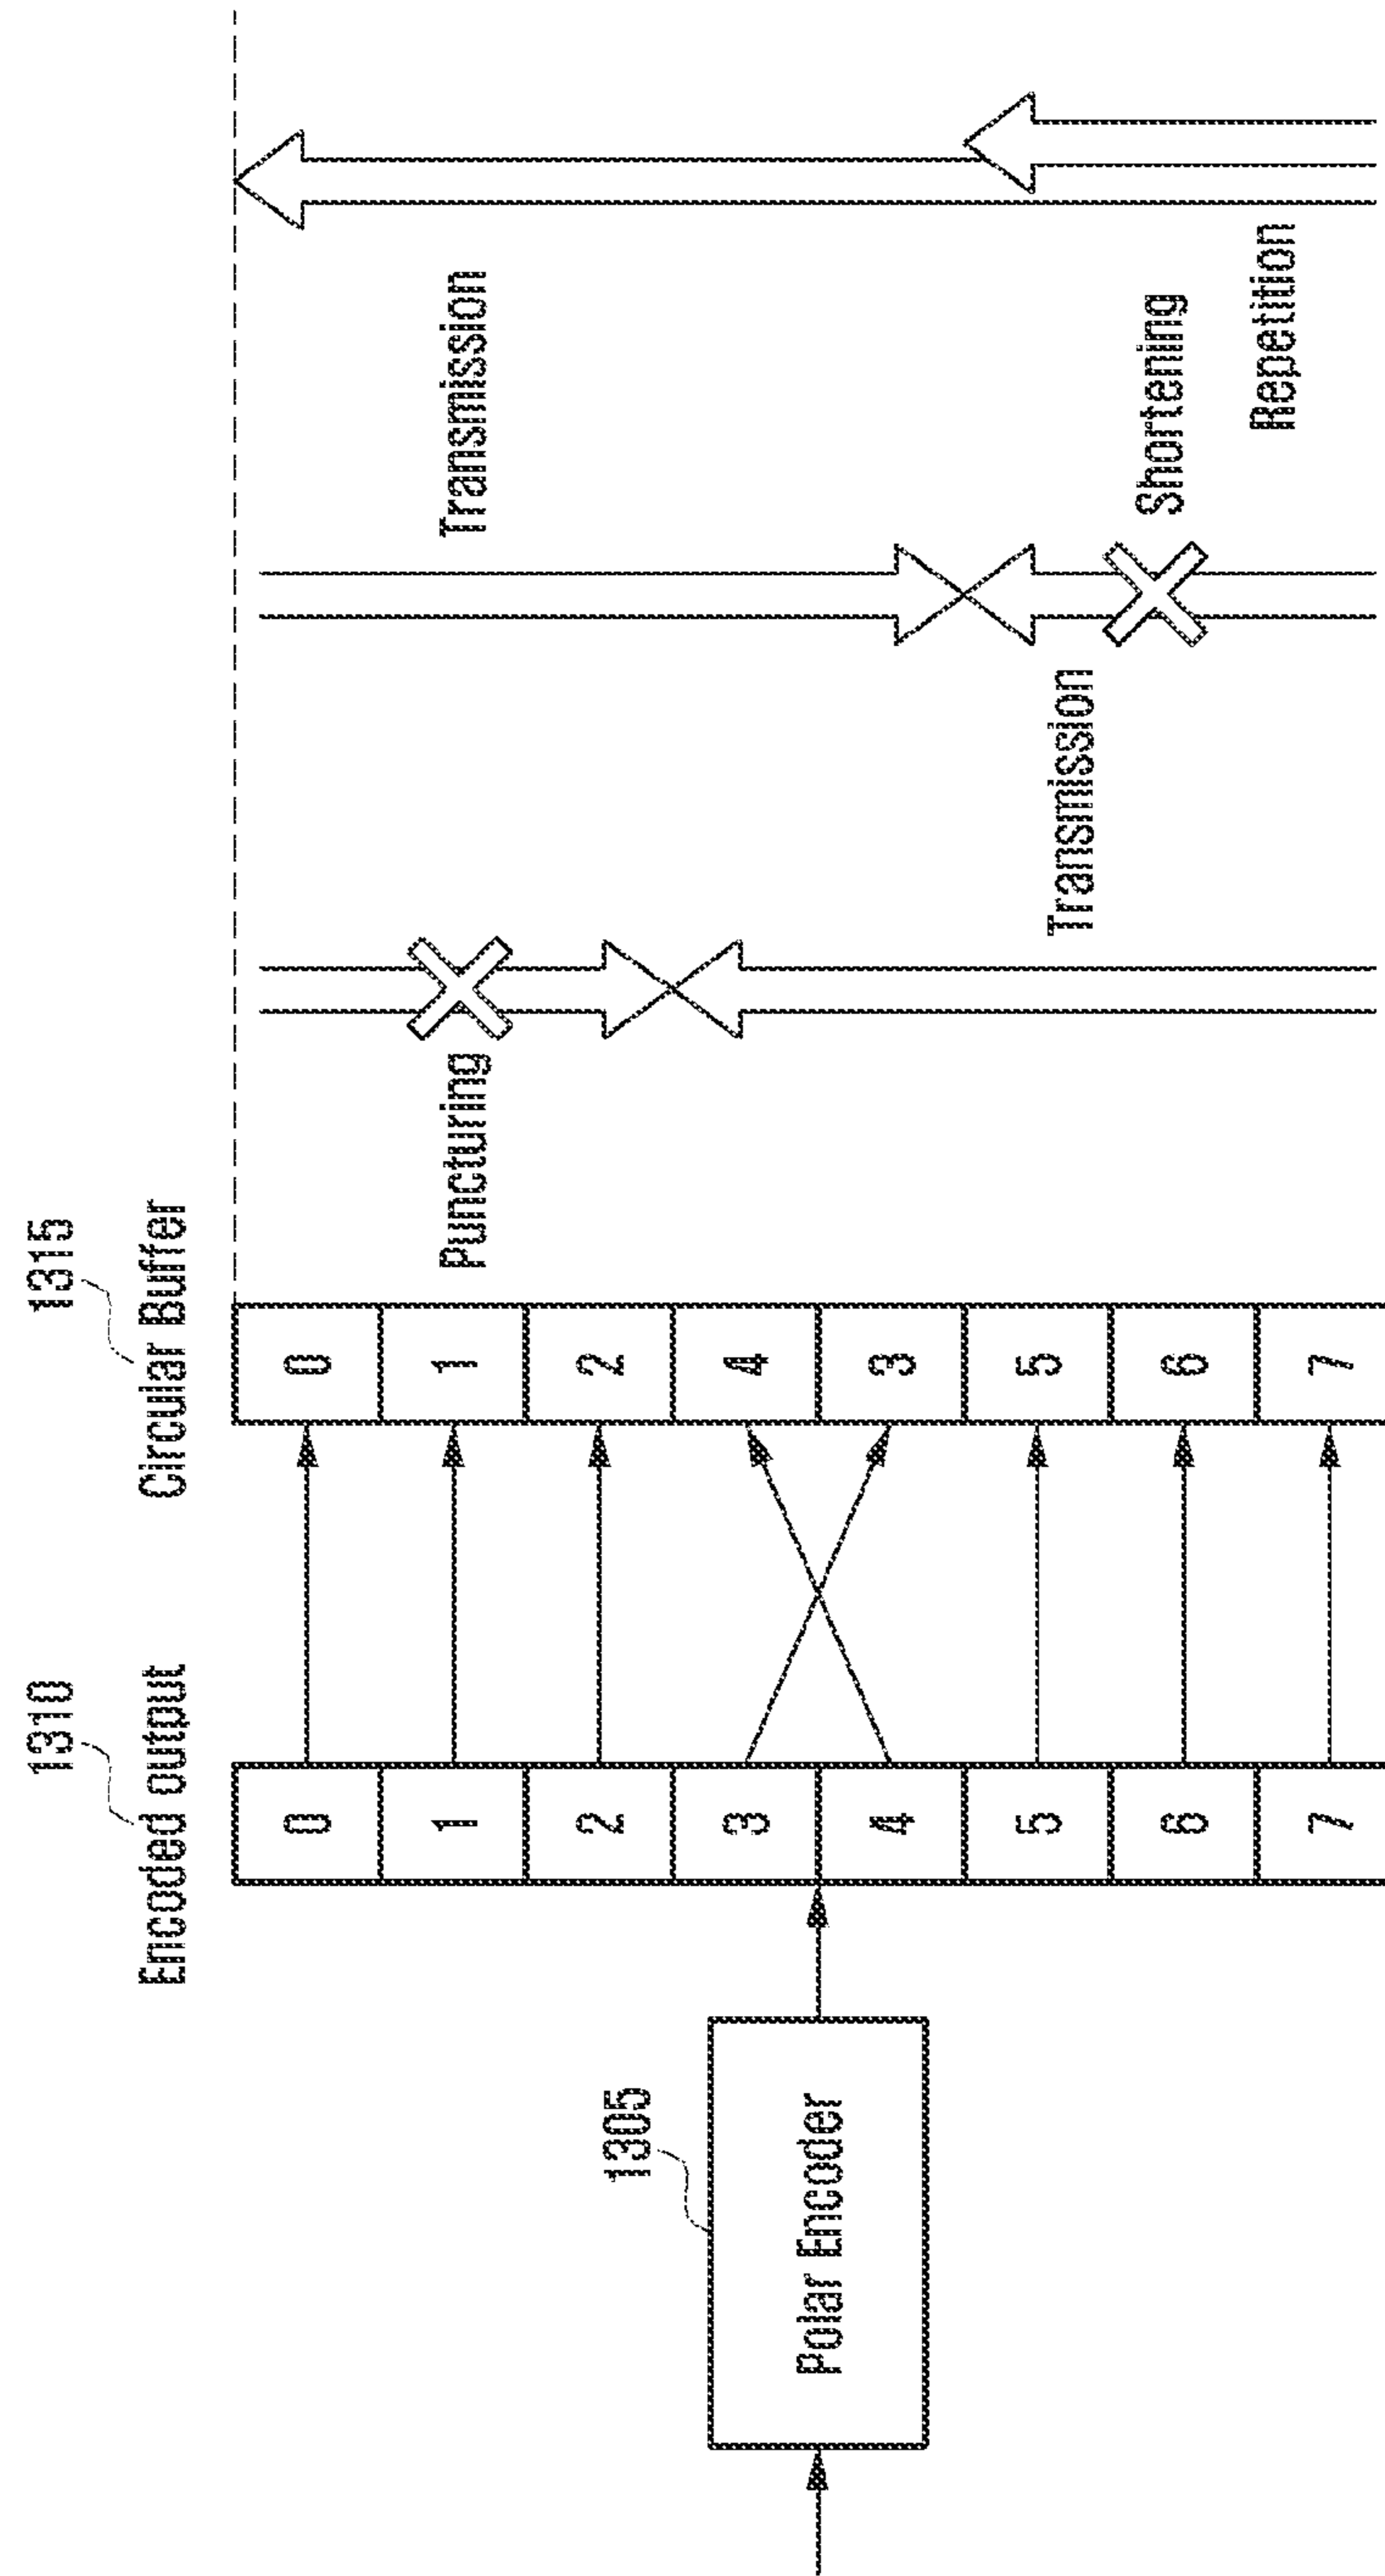 1305
Polar Encoder
1310
Encoded output
0
1
2
3
4
5
6
7
1315
Circular Buffer
0
1
2
4
3
5
6
7
Puncturing
Transmission
Transmission
Shortening
Repetition